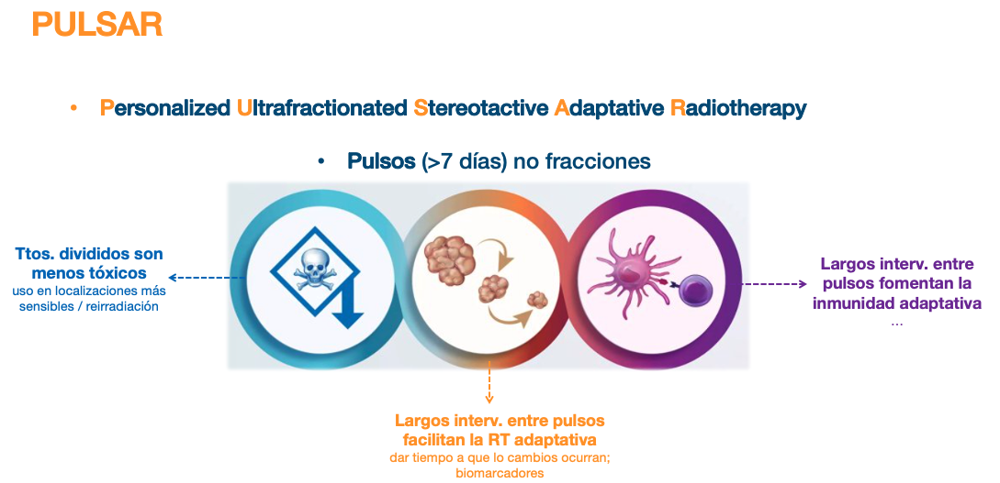 PULSAR
• Personalized Ultrafractionated Stereotactive Adaptative Radiotherapy
• Pulsos (>7 días) no fracciones
Ttos. divididos son
menos tóxicos
uso en localizaciones más
sensibles / reirradiación
Largos interv. entre
pulsos fomentan la
inmunidad adaptativa
...
Largos interv. entre pulsos
facilitan la RT adaptativa
dar tiempo a que lo cambios ocurran;
biomarcadores